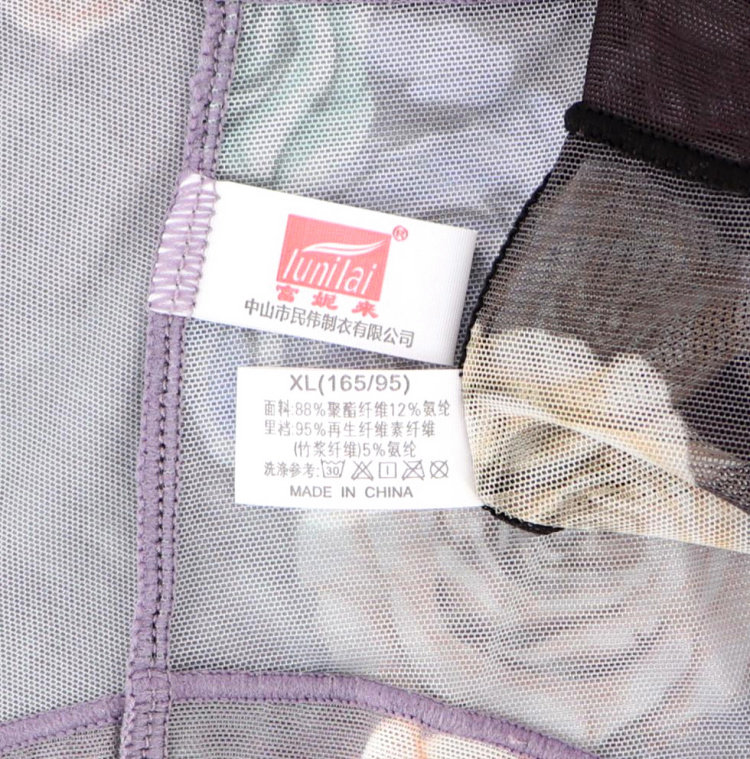 ®
lunilai
富妮来
中山市民伟制衣有限公司
XL(165/95)
面料:88%聚酯纤维12%氨纶
里裆:95%再生纤维素纤维
(竹浆纤维)5%氨纶
洗涤参考: 30
MADE IN CHINA